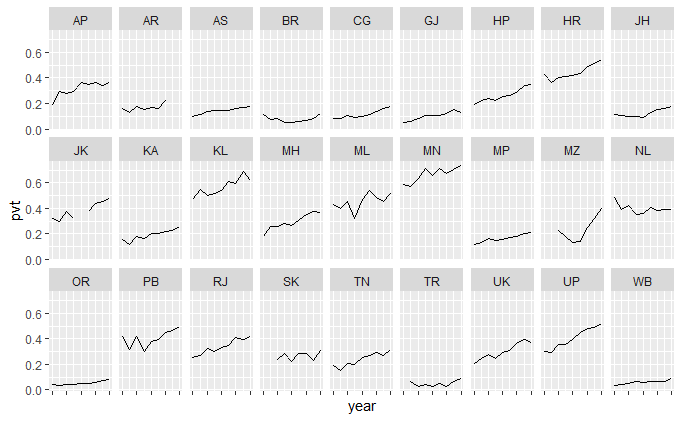 AP AR AS BR CG GJ HP HR JH
0.6
0.4
0.2
0.0
JK KA KL MH ML MN MP MZ NL
0.6
0.4
0.2
0.0
pvt
OR PB RJ SK TN TR UK UP WB
0.6
0.4
0.2
0.0
year